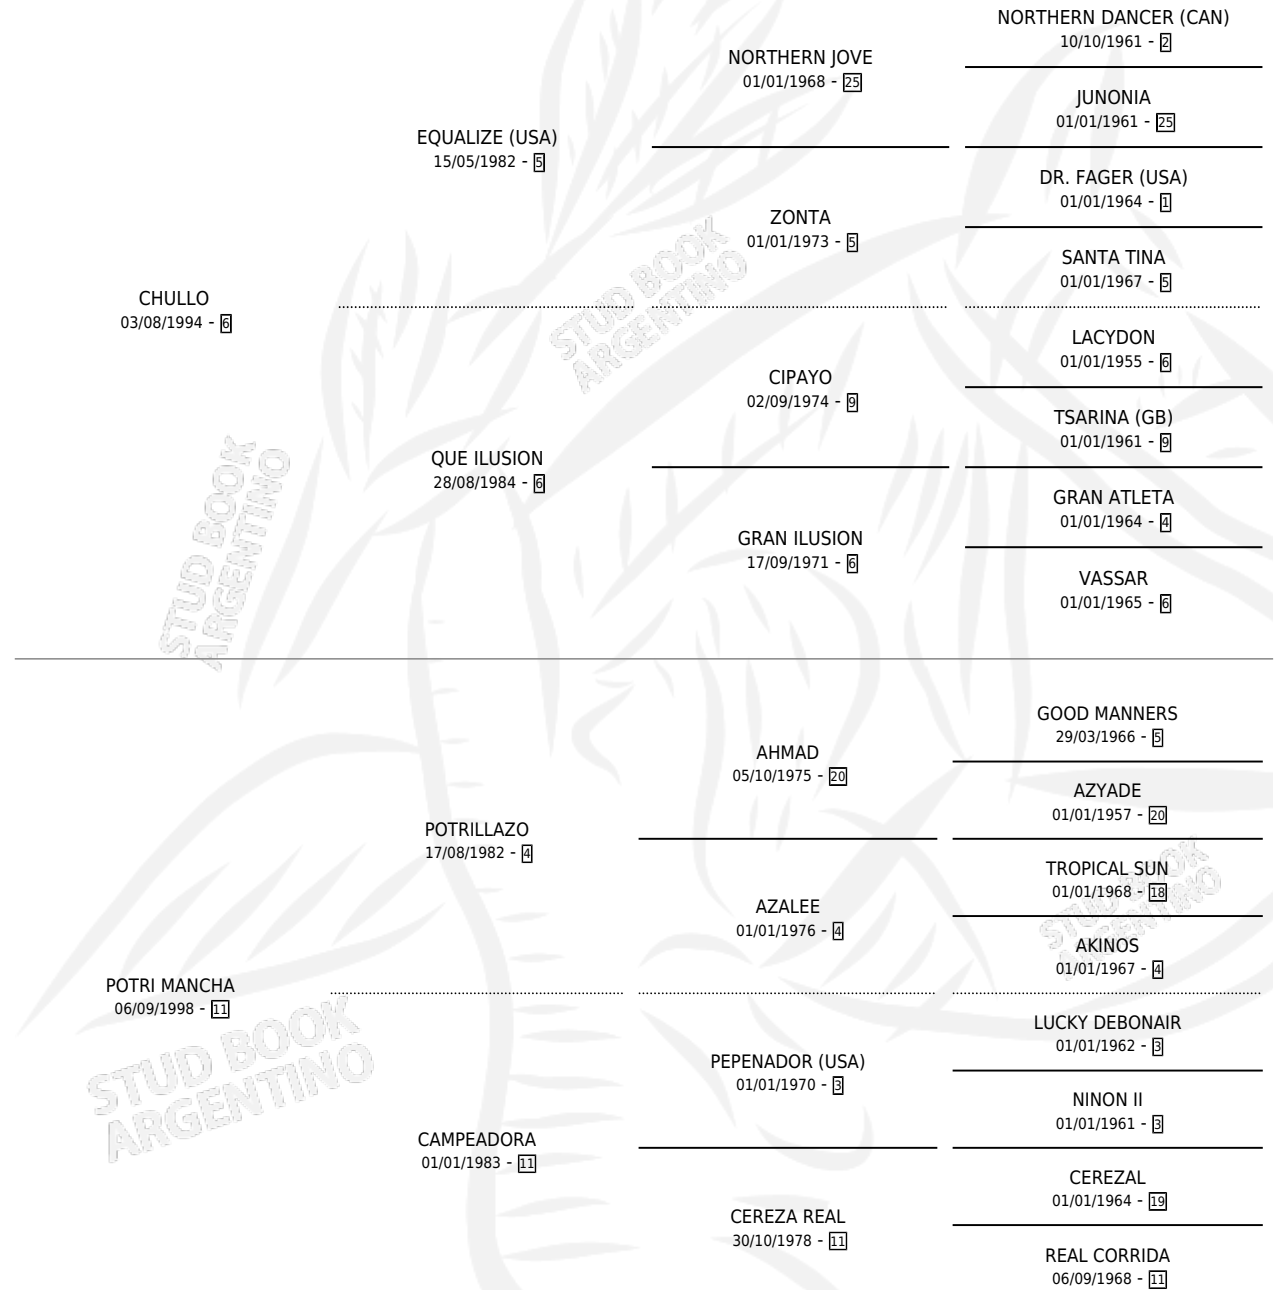 NORTHERN DANCER (CAN)
10/10/1961 - 2
NORTHERN JOVE
01/01/1968 - 25
JUNONIA
01/01/1961 - 25
EQUALIZE (USA)
15/05/1982 - 5
DR. FAGER (USA)
01/01/1964 - 1
ZONTA
01/01/1973 - 5
SANTA TINA
01/01/1967 - 5
CHULLO
03/08/1994 - 6
LACYDON
01/01/1955 - 6
CIPAYO
02/09/1974 - 9
TSARINA (GB)
01/01/1961 - 9
QUE ILUSION
28/08/1984 - 6
GRAN ATLETA
01/01/1964 - 4
GRAN ILUSION
17/09/1971 - 6
VASSAR
01/01/1965 - 6
GOOD MANNERS
29/03/1966 - 5
AHMAD
05/10/1975 - 20
AZYADE
01/01/1957 - 20
POTRILLAZO
17/08/1982 - 4
TROPICAL SUN
01/01/1968 - 18
AZALEE
01/01/1976 - 4
AKINOS
01/01/1967 - 4
POTRI MANCHA
06/09/1998 - 11
LUCKY DEBONAIR
01/01/1962 - 3
PEPENADOR (USA)
01/01/1970 - 3
NINON II
01/01/1961 - 3
CAMPEADORA
01/01/1983 - 11
CEREZAL
01/01/1964 - 19
CEREZA REAL
30/10/1978 - 11
REAL CORRIDA
06/09/1968 - 11
STUD BOOK
ARGENTINO
STUD BOOK
ARGENTINO
STUD BOOK
ARGENTINO
STUD BOOK
ARGENTINO